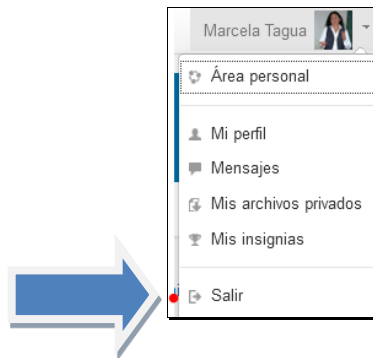 Marcela Tagua
Área personal
Mi perfil
Mensajes
Mis archivos privados
Mis insignias
Salir